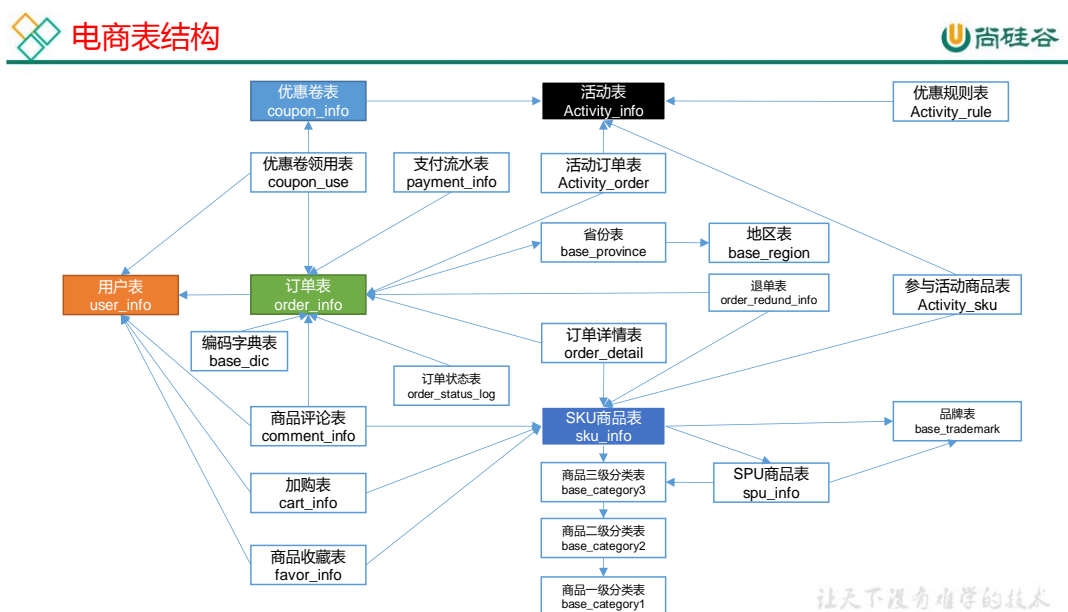 电商表结构
尚硅谷
优惠卷表
coupon_info
活动表
Activity_info
优惠规则表
Activity_rule
优惠卷领用表
coupon_use
支付流水表
payment_info
活动订单表
Activity_order
省份表
base_province
地区表
base_region
用户表
user_info
订单表
order_info
退单表
order_redund_info
参与活动商品表
Activity_sku
编码字典表
base_dic
订单详情表
order_detail
订单状态表
order_status_log
商品评论表
comment_info
SKU商品表
sku_info
品牌表
base_trademark
加购表
cart_info
商品三级分类表
base_category3
SPU商品表
spu_info
商品二级分类表
base_category2
商品收藏表
favor_info
商品一级分类表
base_category1
让天下没有难学的技术